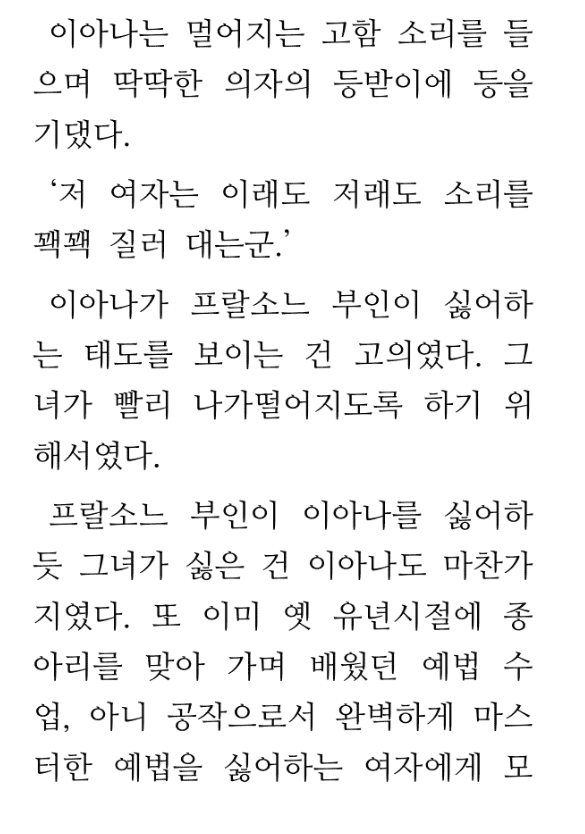 이아나는 멀어지는 고함 소리를 들
으며 딱딱한 의자의 등받이에 등을
기댔다.
‘저 여자는 이래도 저래도 소리를
꽥꽥 질러 대는군.’
이아나가 프랄소느 부인이 싫어하
는 태도를 보이는 건 고의였다. 그
녀가 빨리 나가떨어지도록 하기 위
해서였다.
프랄소느 부인이 이아나를 싫어하
듯 그녀가 싫은 건 이아나도 마찬가
지였다. 또 이미 옛 유년시절에 종
아리를 맞아 가며 배웠던 예법 수
업, 아니 공작으로서 완벽하게 마스
터한 예법을 싫어하는 여자에게 모